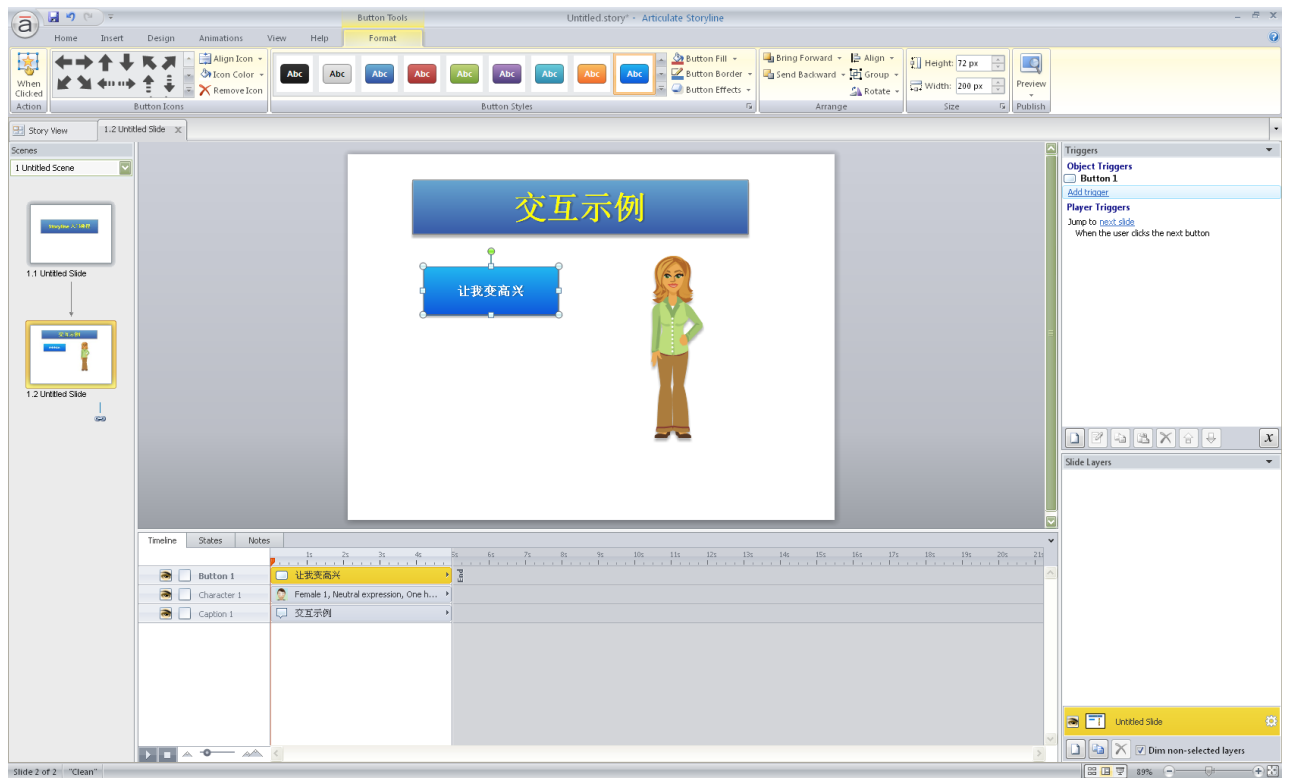 Button Tools
Untitled.story* - Articulate Storyline
Home Insert Design Animations View Help Format
When Clicked
Align Icon
Icon Color
Remove Icon
Abc Abc Abc Abc Abc Abc Abc Abc Abc
Button Fill
Button Border
Button Effects
Bring Forward
Send Backward
Align
Group
Rotate
Height: 72 px
Width: 200 px
Preview
Action Button Icons Button Styles Arrange Size Publish
Story View 1.2 Untitled Slide
Scenes
1 Untitled Scene
1.1 Untitled Slide
交互示例
1.2 Untitled Slide
交互示例
让我变高兴
Triggers
Object Triggers
Button 1
Add trigger
Player Triggers
Jump to next slide
When the user clicks the next button
x
Slide Layers
Timeline States Notes
1s 2s 3s 4s 5s 6s 7s 8s 9s 10s 11s 12s 13s 14s 15s 16s 17s 18s 19s 20s 21s
Button 1 让我变高兴
End
Character 1 Female 1, Neutral expression, One h...
Caption 1 交互示例
Untitled Slide
Dim non-selected layers
Slide 2 of 2 "Clean" 89%